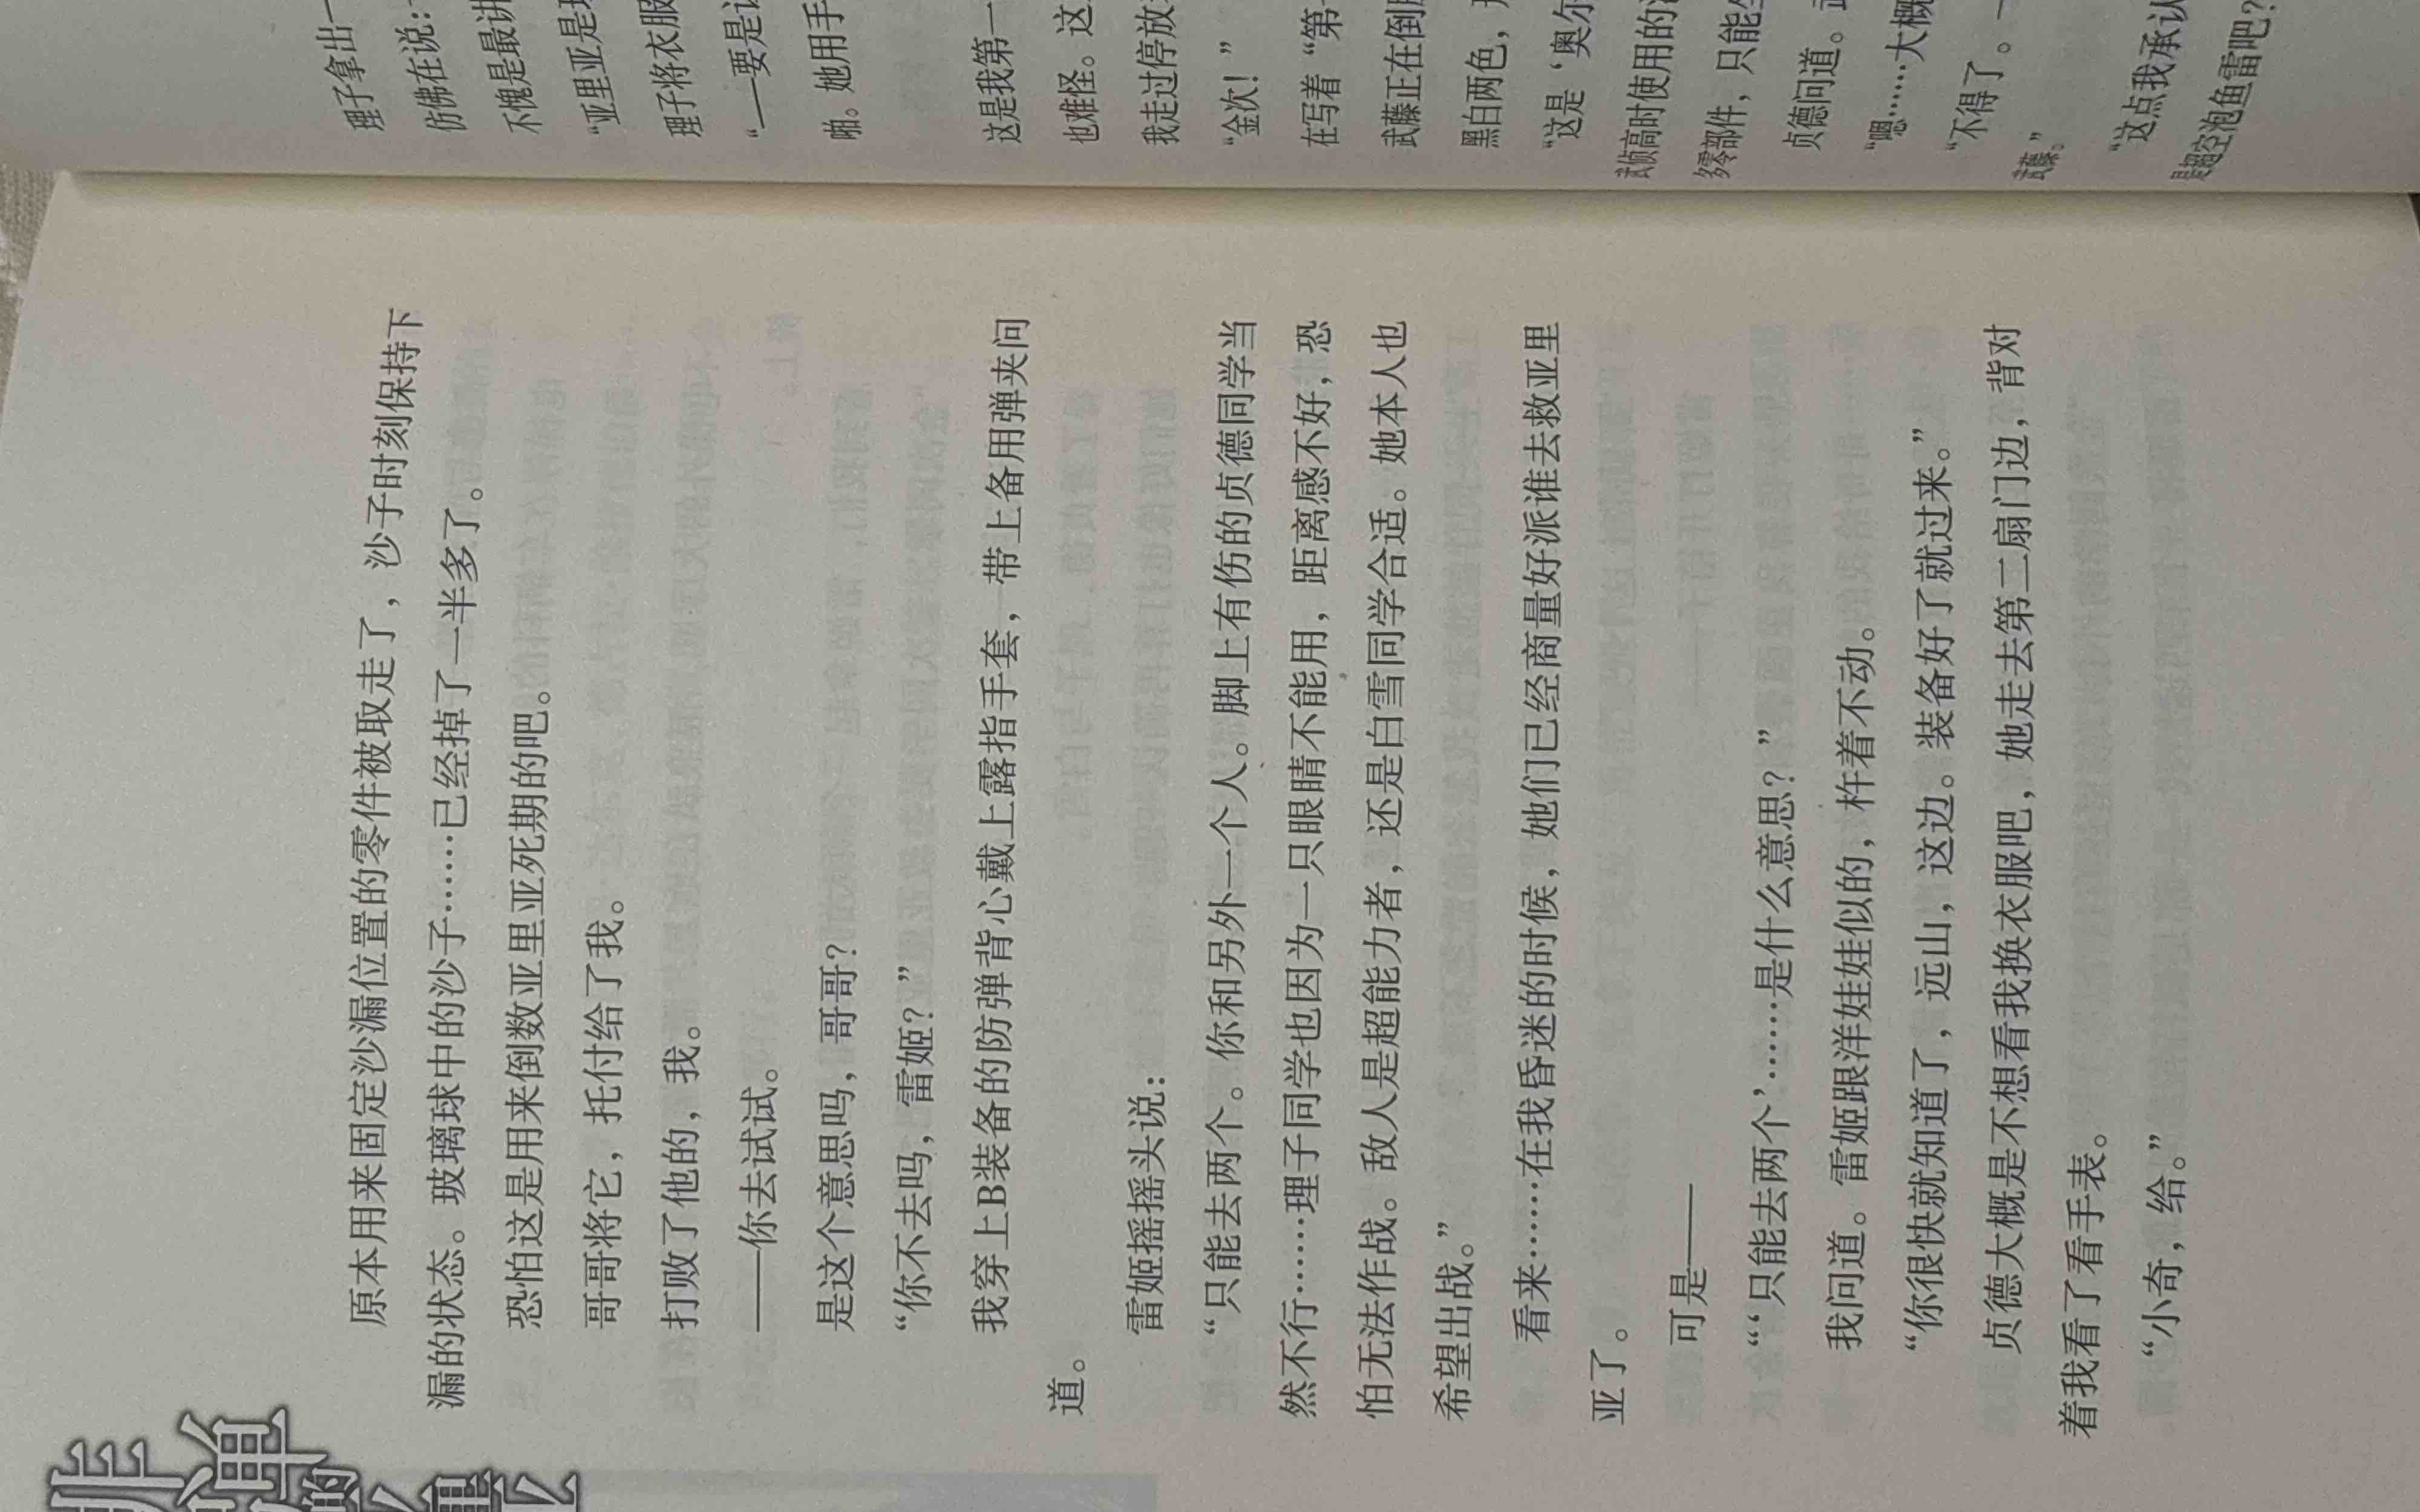 弹
的
原本用来固定沙漏位置的零件被取走了，沙子时刻保持下
漏的状态。玻璃球中的沙子……已经掉了一半多了。
恐怕这是用来倒数亚里亚死期的吧。
哥哥将它，托付给了我。
打败了他的，我。
——你去试试。
是这个意思吗，哥哥？
“你不去吗，雷姬？”
我穿上B装备的防弹背心戴上露指手套，带上备用弹夹问
道。
雷姬摇摇头说：
“只能去两个。你和另外一个人。脚上有伤的贞德同学当
然不行……理子同学也因为一只眼睛不能用，距离感不好，恐
怕无法作战。敌人是超能力者，还是白雪同学合适。她本人也
希望出战。”
看来……在我昏迷的时候，她们已经商量好派谁去救亚里
亚了。
可是——
“‘只能去两个’……是什么意思？”
我问道。雷姬跟洋娃娃似的，杵着不动。
“你很快就知道了，远山，这边。装备好了就过来。”
贞德大概是不想看我换衣服吧，她走去第二扇门边，背对
着我看了看手表。
“小奇，给。”
理子拿出一
仿佛在说：
不愧是最讲
“亚里亚是
理子将衣服
“——要是
啪。她用手
这是我第一
也难怪。这
我走过停放
“金次！”
在写着“第
武藤正在倒
黑白两色，
“这是‘奥尔
武侦高时使用的
多零部件，只能
贞德问道。
“嗯……大概
“不得了。
武藤。”
“这点我承认
是超空泡鱼雷吧？